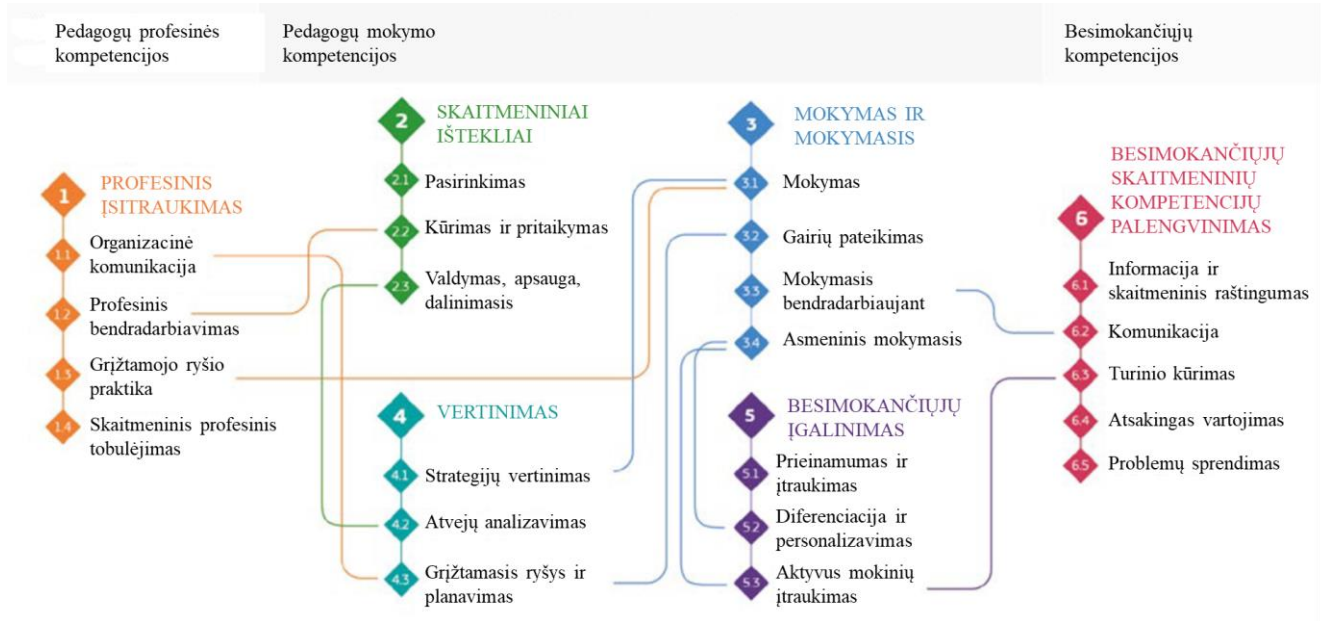 Pedagogų profesinės
kompetencijos
Pedagogų mokymo
kompetencijos
Besimokančiųjų
kompetencijos
1
PROFESINIS
ĮSITRAUKIMAS
1.1
Organizacinė
komunikacija
1.2
Profesinis
bendradarbiavimas
1.3
Grįžtamojo ryšio
praktika
1.4
Skaitmeninis profesinis
tobulėjimas
2
SKAITMENINIAI
IŠTEKLIAI
2.1
Pasirinkimas
2.2
Kūrimas ir pritaikymas
2.3
Valdymas, apsauga,
dalinimasis
4
VERTINIMAS
4.1
Strategijų vertinimas
4.2
Atvejų analizavimas
4.3
Grįžtamasis ryšys ir
planavimas
3
MOKYMAS IR
MOKYMASIS
3.1
Mokymas
3.2
Gairių pateikimas
3.3
Mokymasis
bendradarbiaujant
3.4
Asmeninis mokymasis
5
BESIMOKANČIŲJŲ
ĮGALINIMAS
5.1
Prieinamumas ir
įtraukimas
5.2
Diferenciacija ir
personalizavimas
5.3
Aktyvus mokinių
įtraukimas
6
BESIMOKANČIŲJŲ
SKAITMENINIŲ
KOMPETENCIJŲ
PALENGVINIMAS
6.1
Informacija ir
skaitmeninis raštingumas
6.2
Komunikacija
6.3
Turinio kūrimas
6.4
Atsakingas vartojimas
6.5
Problemų sprendimas